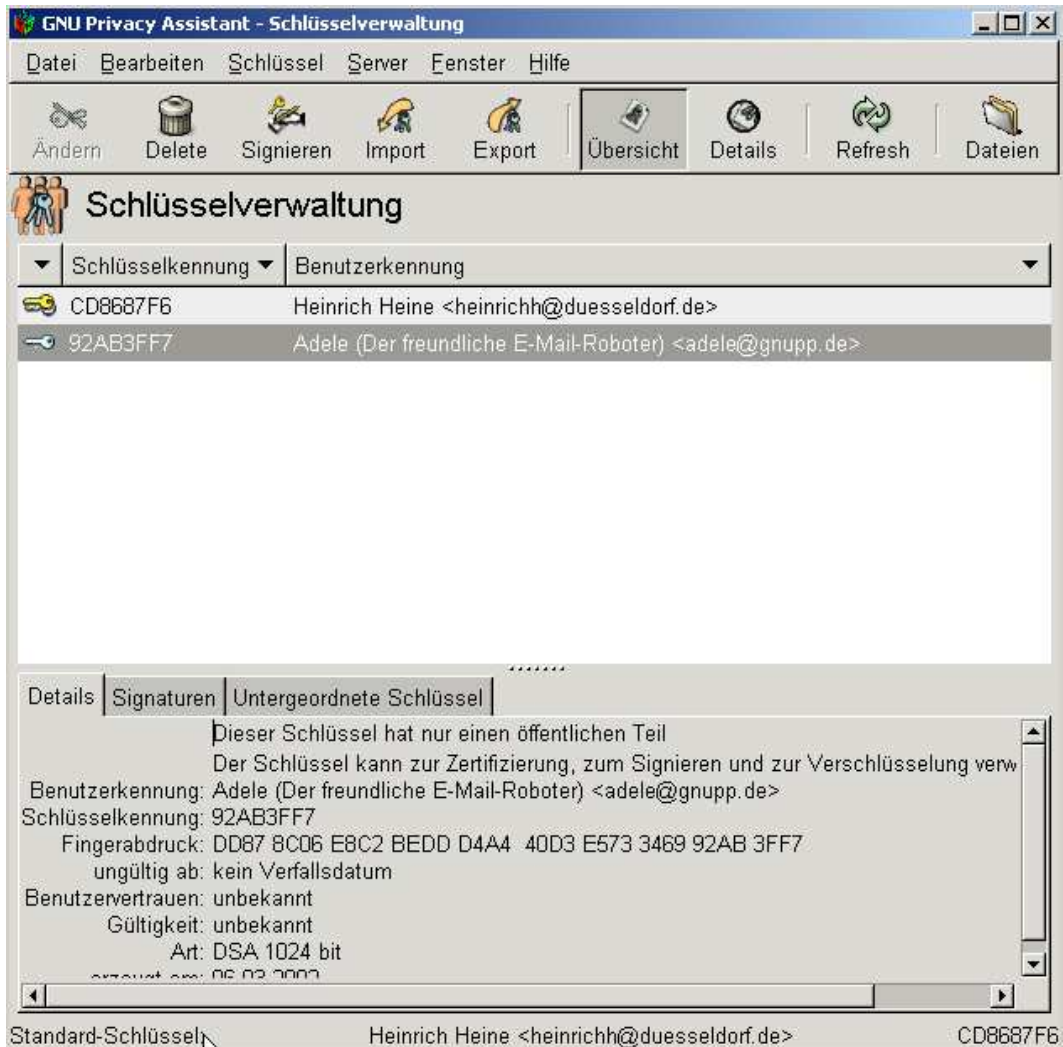 GNU Privacy Assistant - Schlüsselverwaltung
Datei Bearbeiten Schlüssel Server Fenster Hilfe
Ändern Delete Signieren Import Export Übersicht Details Refresh Dateien
Schlüsselverwaltung
Schlüsselkennung Benutzerkennung
CD8687F6 Heinrich Heine <heinrichh@duesseldorf.de>
92AB3FF7 Adele (Der freundliche E-Mail-Roboter) <adele@gnupp.de>
Details Signaturen Untergeordnete Schlüssel
Dieser Schlüssel hat nur einen öffentlichen Teil
Der Schlüssel kann zur Zertifizierung, zum Signieren und zur Verschlüsselung verw
Benutzerkennung: Adele (Der freundliche E-Mail-Roboter) <adele@gnupp.de>
Schlüsselkennung: 92AB3FF7
Fingerabdruck: DD87 8C06 E8C2 BEDD D4A4 40D3 E573 3469 92AB 3FF7
ungültig ab: kein Verfallsdatum
Benutzervertrauen: unbekannt
Gültigkeit: unbekannt
Art: DSA 1024 bit
Standard-Schlüssel: Heinrich Heine <heinrichh@duesseldorf.de> CD8687F6